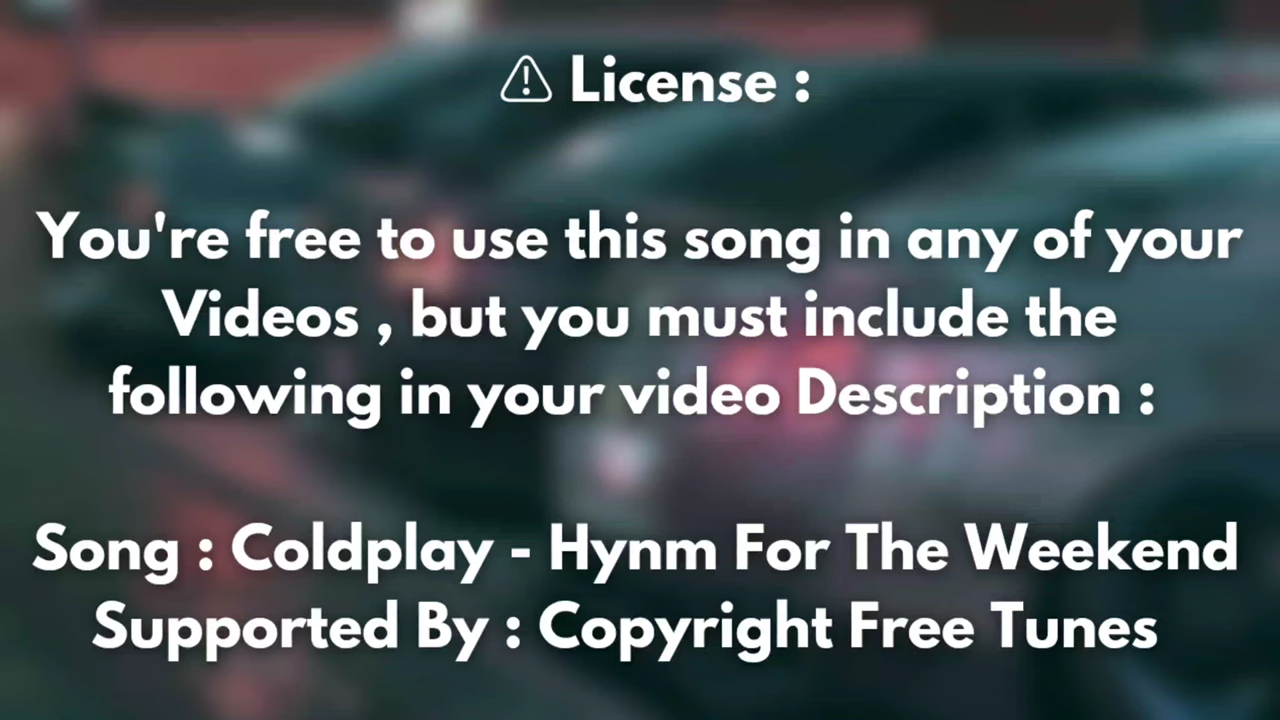 ⚠ License :
You're free to use this song in any of your
Videos , but you must include the
following in your video Description :
Song : Coldplay - Hynm For The Weekend
Supported By : Copyright Free Tunes